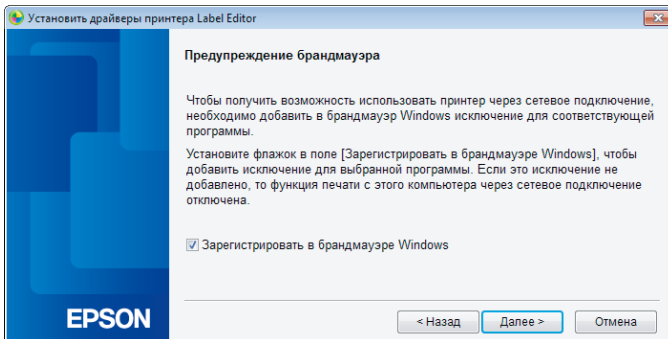 Установить драйверы принтера Label Editor
Предупреждение брандмауэра
Чтобы получить возможность использовать принтер через сетевое подключение,
необходимо добавить в брандмауэр Windows исключение для соответствующей
программы.
Установите флажок в поле [Зарегистрировать в брандмауэре Windows], чтобы
добавить исключение для выбранной программы. Если это исключение не
добавлено, то функция печати с этого компьютера через сетевое подключение
отключена.
Зарегистрировать в брандмауэре Windows
EPSON
< Назад
Далее >
Отмена